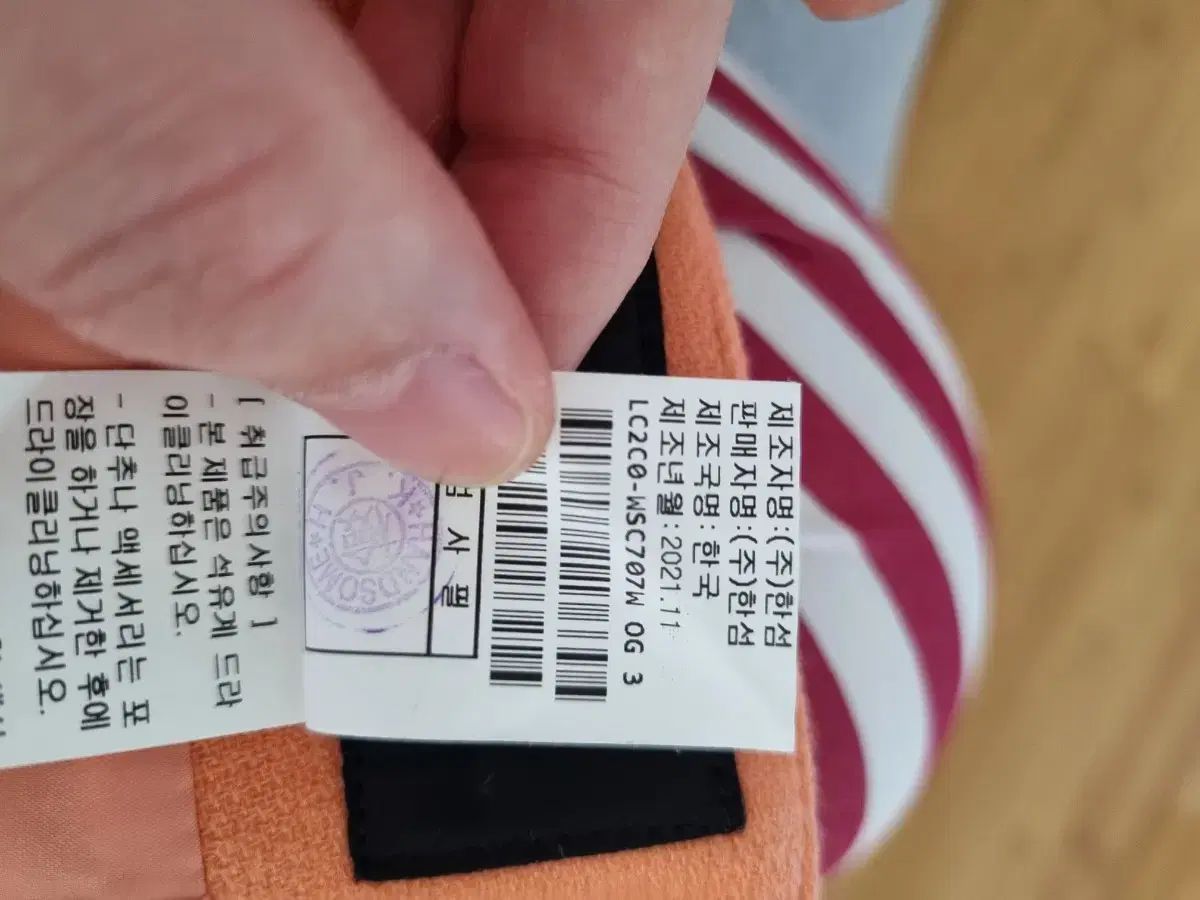 제조자명:(주)한섬
판매자명:(주)한섬
제조국명:한국
제조년월:2021.11
LC2C0-WSC707W OG 3
사 필
HANDSOME
[ 취급주의사항 ]
- 본 제품은 석유계 드라
이클리닝하십시오.
- 단추나 액세서리는 포
장을 하거나 제거한 후에
드라이클리닝하십시오.